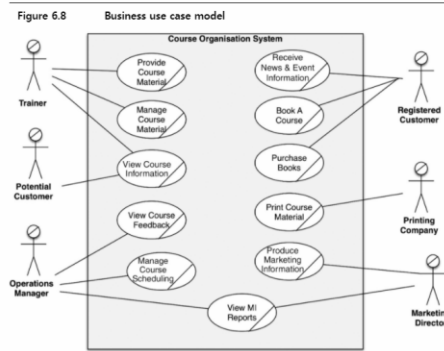 Figure 6.8 Business use case model
Course Organisation System
Provide
Course
Material
Receive
News & Event
Information
Trainer
Manage
Course
Material
Book A
Course
Registered
Customer
View Course
Information
Purchase
Books
Potential
Customer
View Course
Feedback
Print Course
Material
Printing
Company
Manage
Course
Scheduling
Produce
Marketing
Information
Operations
Manager
View MI
Reports
Marketin
Director